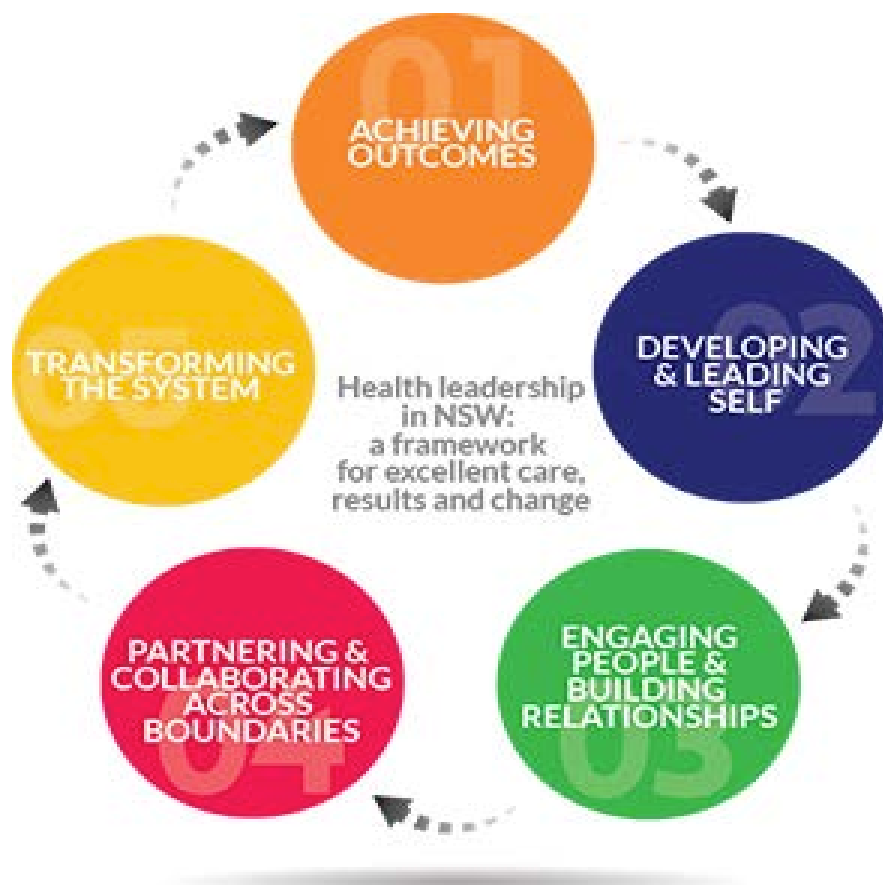 01
ACHIEVING
OUTCOMES
02
DEVELOPING
& LEADING
SELF
03
ENGAGING
PEOPLE &
BUILDING
RELATIONSHIPS
04
PARTNERING &
COLLABORATING
ACROSS
BOUNDARIES
05
TRANSFORMING
THE SYSTEM
Health leadership
in NSW:
a framework
for excellent care,
results and change